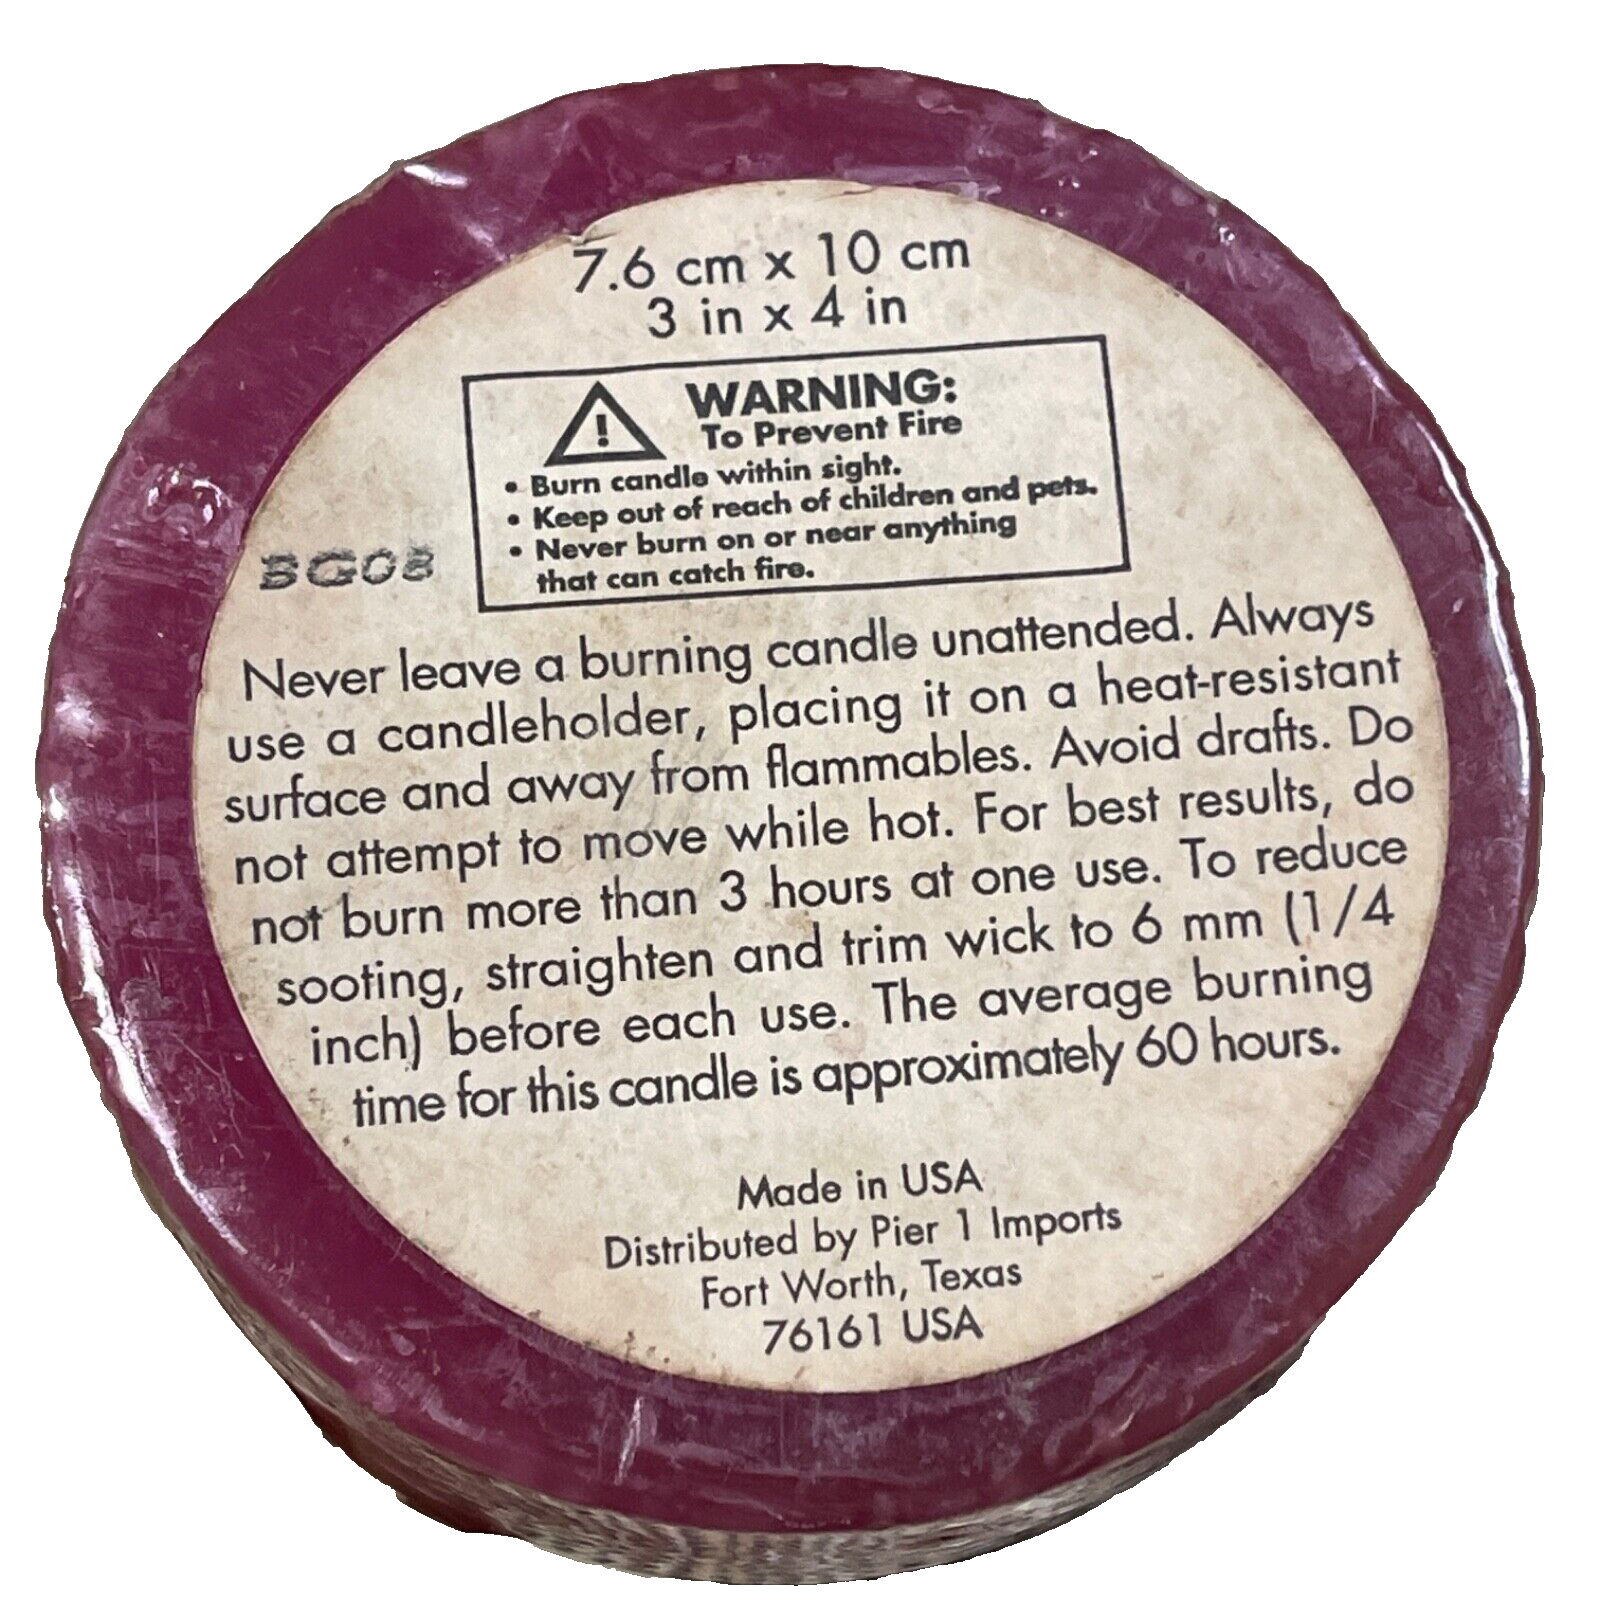 7.6 cm x 10 cm
3 in x 4 in
WARNING:
To Prevent Fire
• Burn candle within sight.
• Keep out of reach of children and pets.
• Never burn on or near anything
that can catch fire.
BG08
Never leave a burning candle unattended. Always
use a candleholder, placing it on a heat-resistant
surface and away from flammables. Avoid drafts. Do
not attempt to move while hot. For best results, do
not burn more than 3 hours at one use. To reduce
sooting, straighten and trim wick to 6 mm (1/4
inch) before each use. The average burning
time for this candle is approximately 60 hours.
Made in USA
Distributed by Pier 1 Imports
Fort Worth, Texas
76161 USA